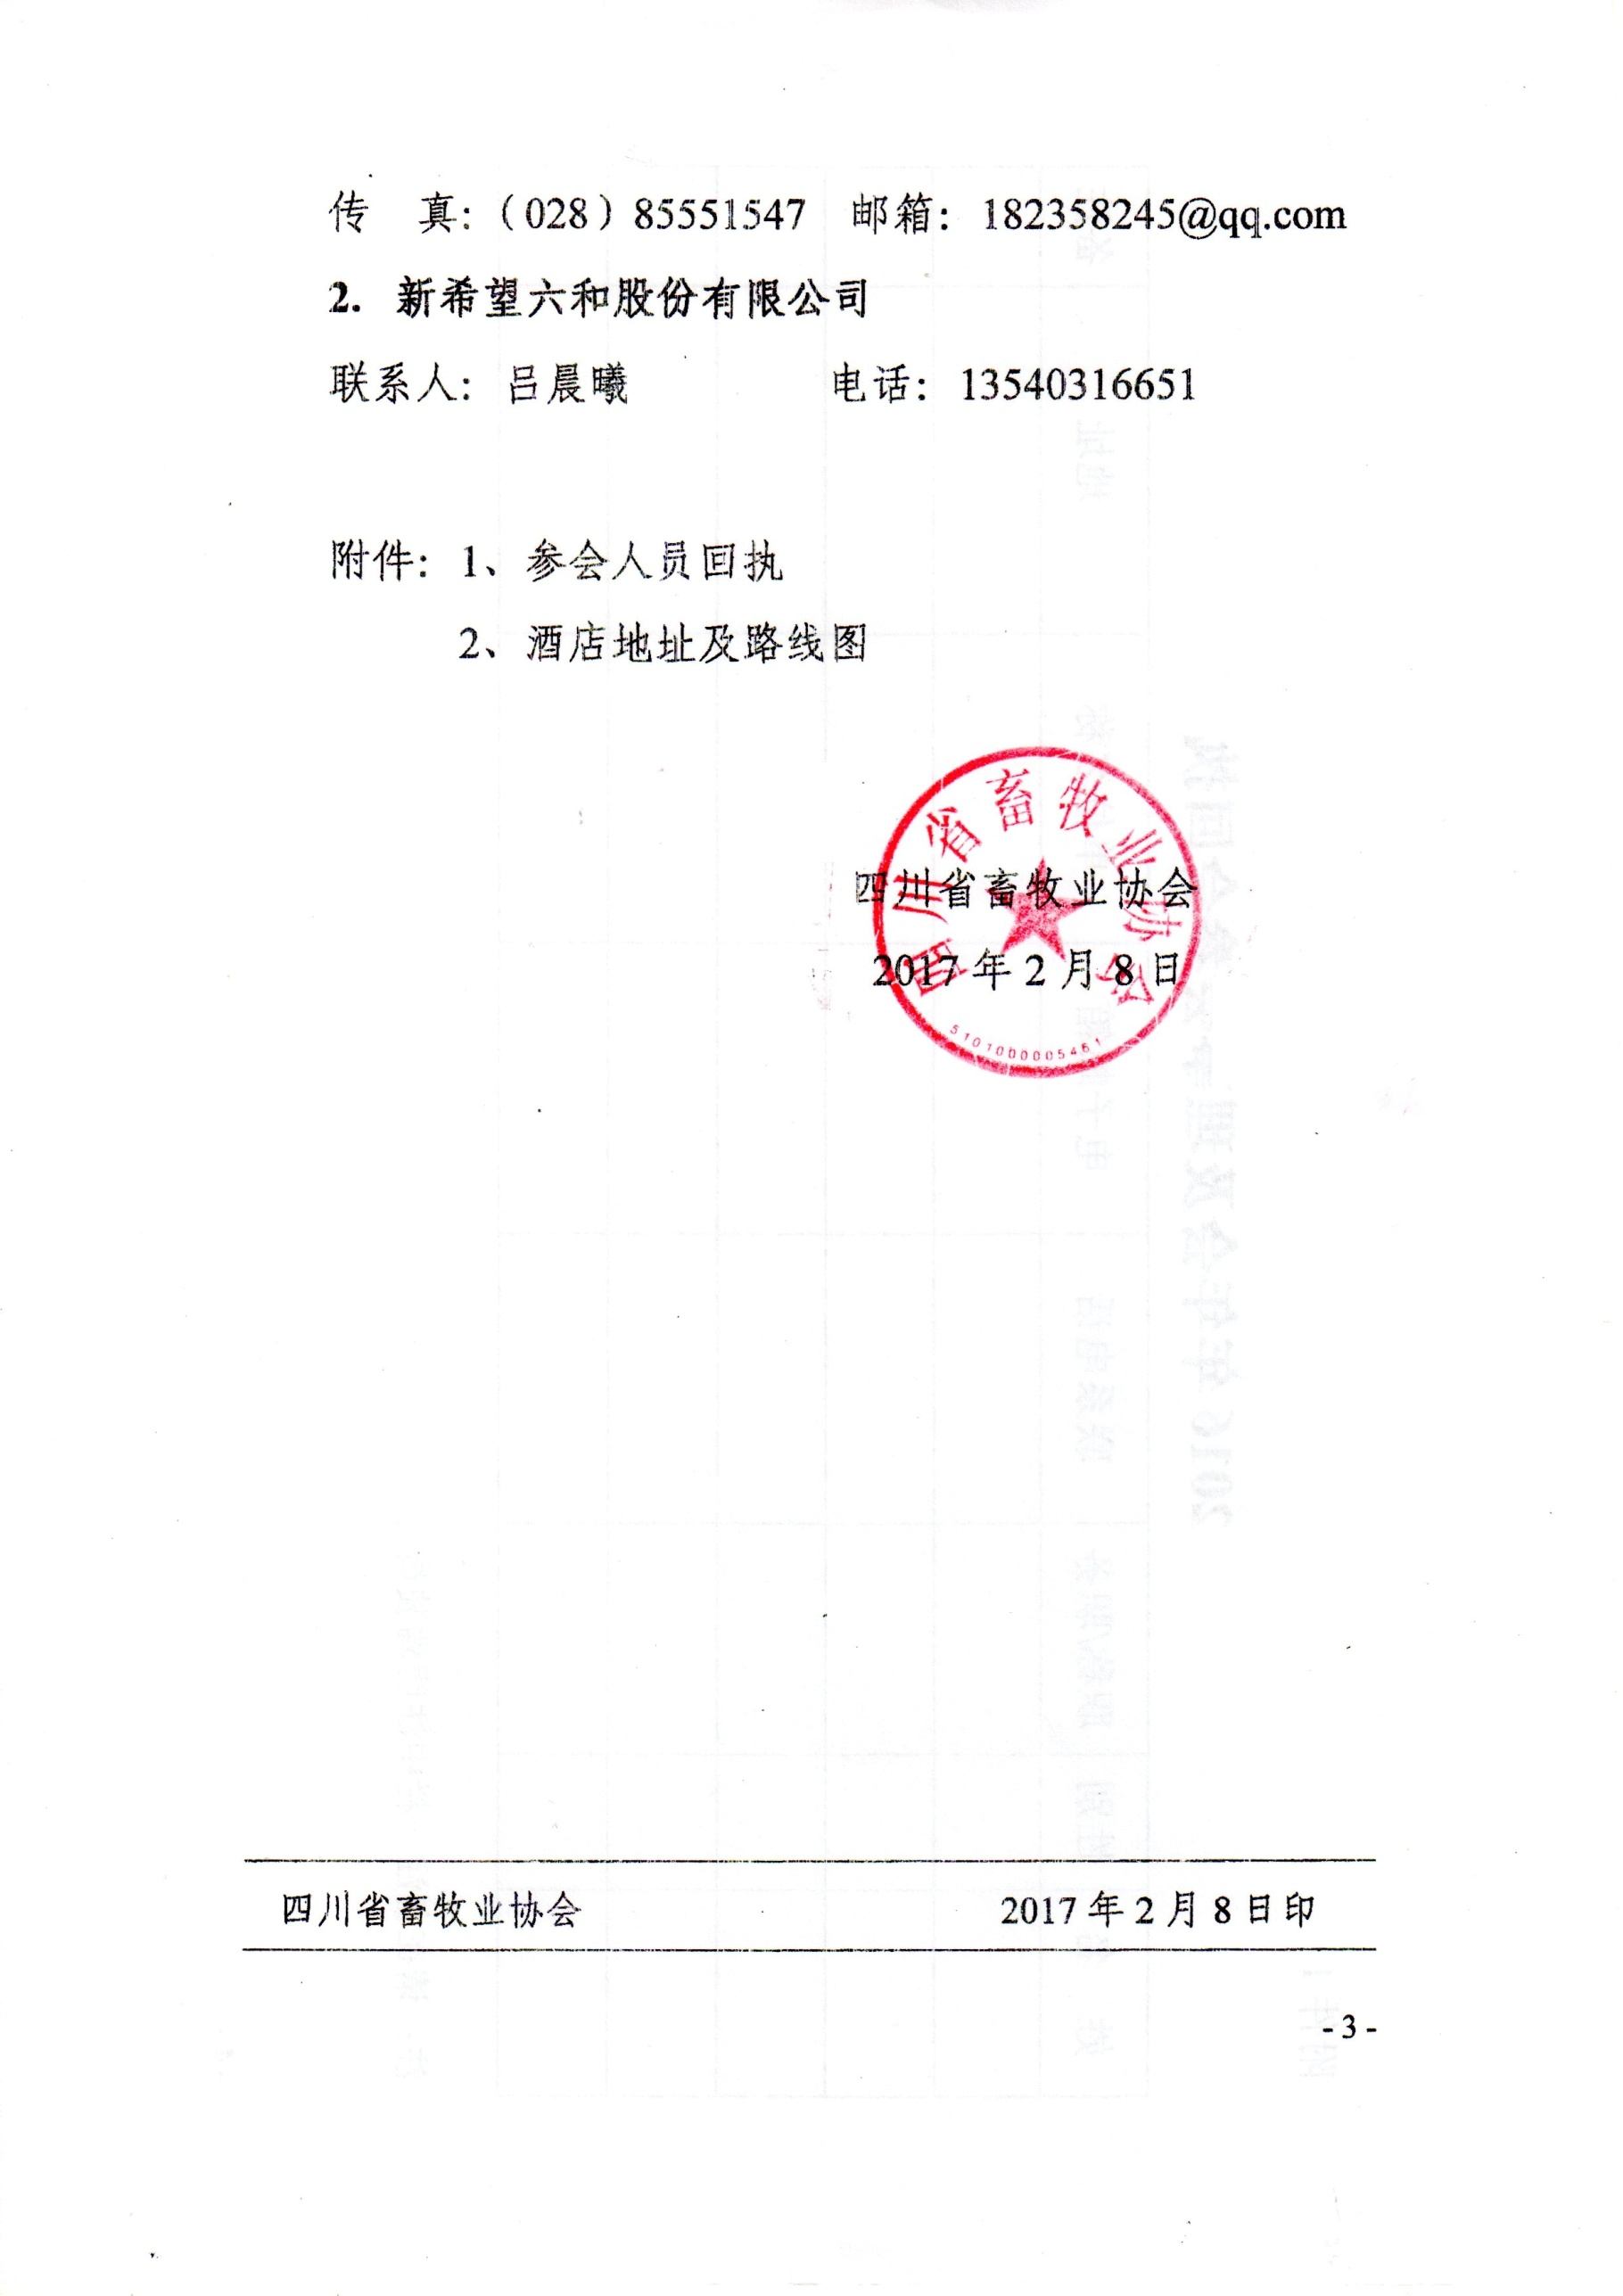 传　真：（028）85551547　邮箱：182358245@qq.com
2. 新希望六和股份有限公司
联系人：吕晨曦　电话：13540316651
附件：1、参会人员回执
2、酒店地址及路线图
四川省畜牧业协会
四川省畜牧业协会
2017年2月8日
5101000005461
四川省畜牧业协会　2017年2月8日印
- 3 -